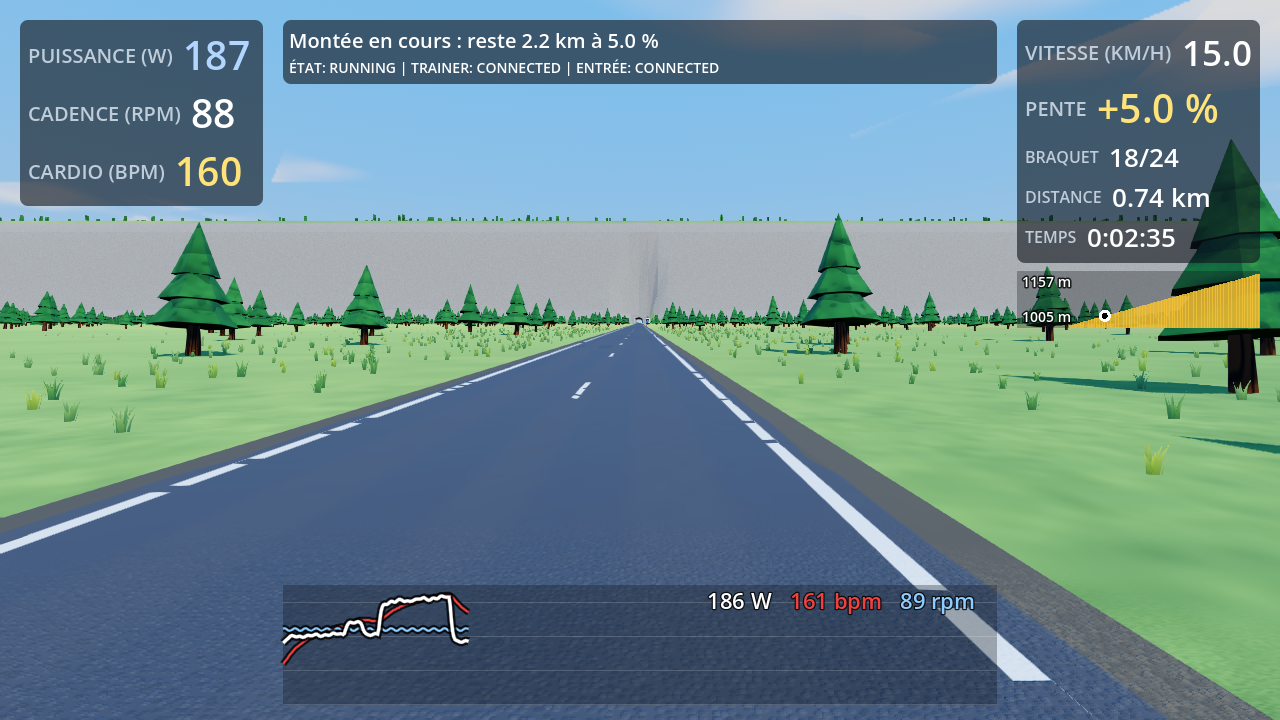 PUISSANCE (W) 187
CADENCE (RPM) 88
CARDIO (BPM) 160
Montée en cours : reste 2.2 km à 5.0 %
ÉTAT: RUNNING | TRAINER: CONNECTED | ENTRÉE: CONNECTED
VITESSE (KM/H) 15.0
PENTE +5.0 %
BRAQUET 18/24
DISTANCE 0.74 km
TEMPS 0:02:35
1157 m
1005 m
186 W 161 bpm 89 rpm